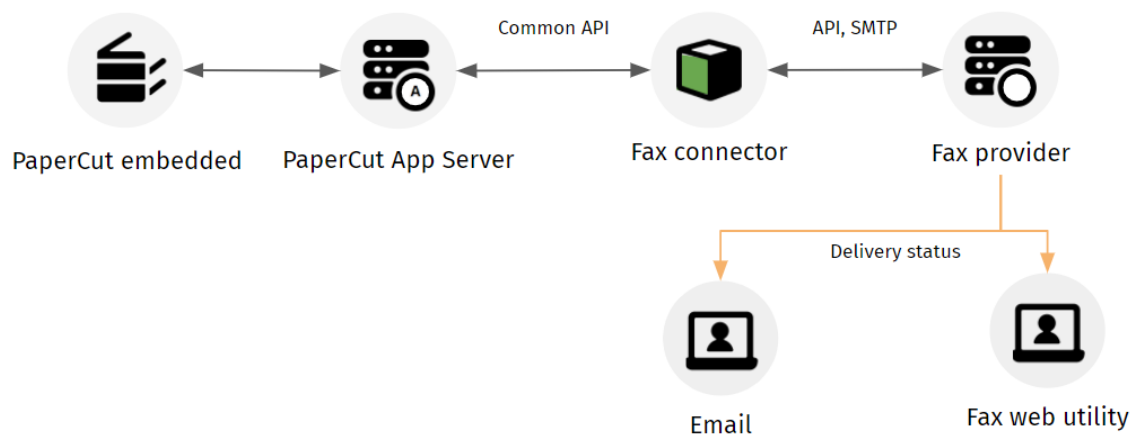 Common API
API, SMTP
A
PaperCut embedded
PaperCut App Server
Fax connector
Fax provider
Delivery status
Email
Fax web utility